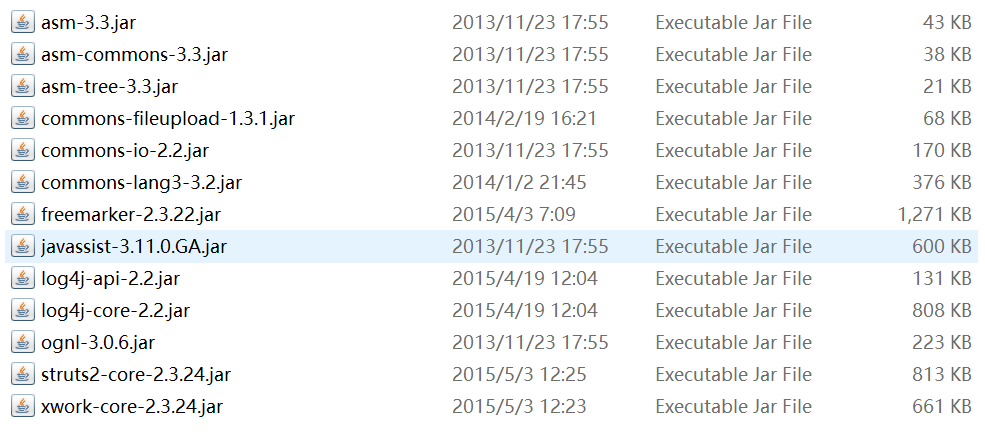 asm-3.3.jar 2013/11/23 17:55 Executable Jar File 43 KB
asm-commons-3.3.jar 2013/11/23 17:55 Executable Jar File 38 KB
asm-tree-3.3.jar 2013/11/23 17:55 Executable Jar File 21 KB
commons-fileupload-1.3.1.jar 2014/2/19 16:21 Executable Jar File 68 KB
commons-io-2.2.jar 2013/11/23 17:55 Executable Jar File 170 KB
commons-lang3-3.2.jar 2014/1/2 21:45 Executable Jar File 376 KB
freemarker-2.3.22.jar 2015/4/3 7:09 Executable Jar File 1,271 KB
javassist-3.11.0.GA.jar 2013/11/23 17:55 Executable Jar File 600 KB
log4j-api-2.2.jar 2015/4/19 12:04 Executable Jar File 131 KB
log4j-core-2.2.jar 2015/4/19 12:04 Executable Jar File 808 KB
ognl-3.0.6.jar 2013/11/23 17:55 Executable Jar File 223 KB
struts2-core-2.3.24.jar 2015/5/3 12:25 Executable Jar File 813 KB
xwork-core-2.3.24.jar 2015/5/3 12:23 Executable Jar File 661 KB